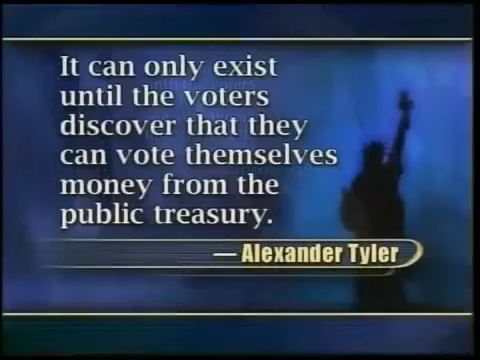 It can only exist
until the voters
discover that they
can vote themselves
money from the
public treasury.
— Alexander Tyler